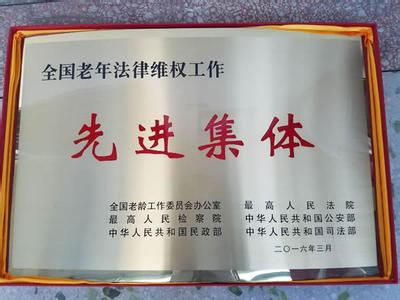 全国老年法律维权工作
先进集体
全国老龄工作委员会办公室 最高人民法院
最高人民检察院 中华人民共和国公安部
中华人民共和国民政部 中华人民共和国司法部
二〇一六年三月